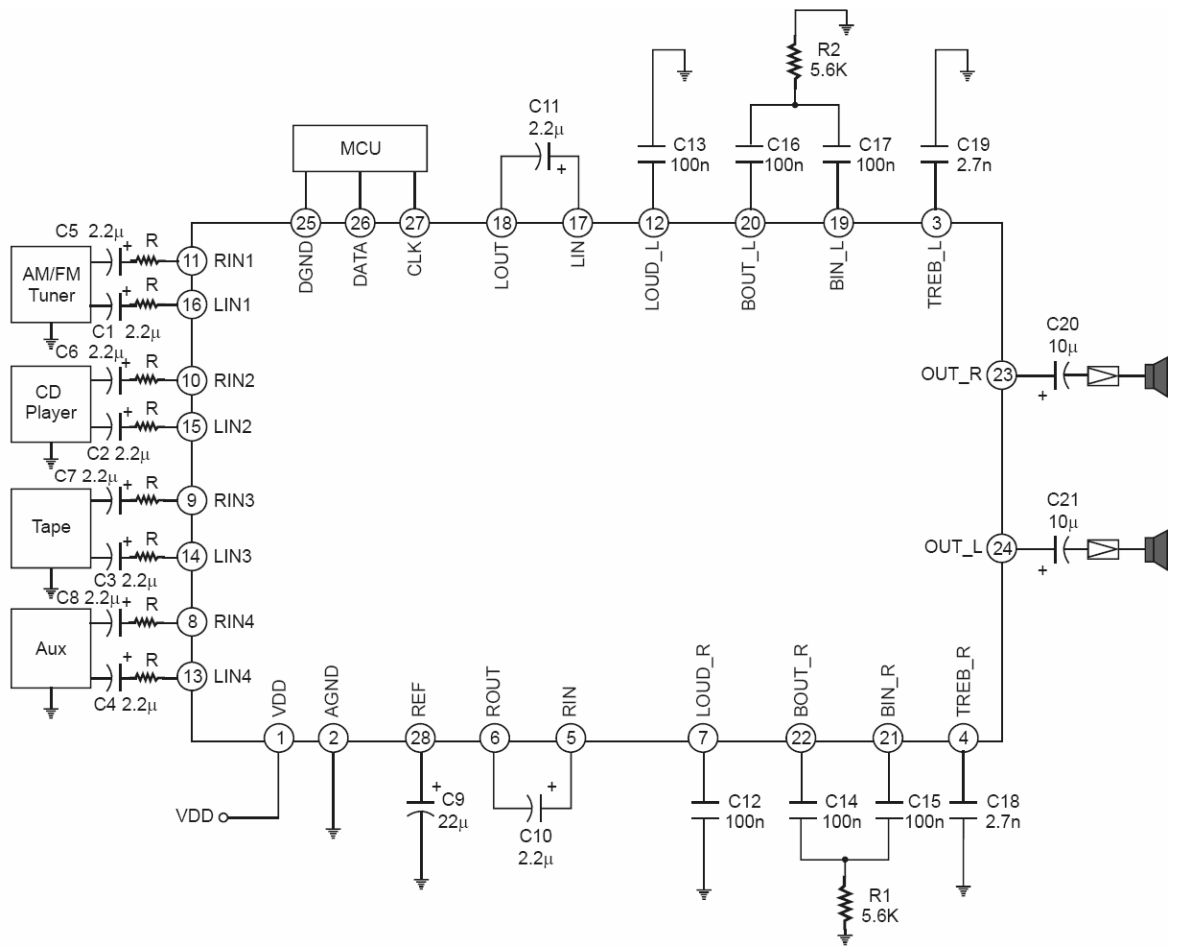 R2
5.6K
C11
2.2μ
C13
100n
C16
100n
C17
100n
C19
2.7n
MCU
25
26
27
18
17
12
20
19
3
DGND
DATA
CLK
LOUT
LIN
LOUD_L
BOUT_L
BIN_L
TREB_L
C5 2.2μ
+
R
11
RIN1
AM/FM
Tuner
+
R
16
LIN1
C1 2.2μ
C6 2.2μ
+
R
10
RIN2
CD
Player
+
R
15
LIN2
C2 2.2μ
C7 2.2μ
+
R
9
RIN3
Tape
+
R
14
LIN3
C3 2.2μ
C8 2.2μ
+
R
8
RIN4
Aux
+
R
13
LIN4
C4 2.2μ
+
C20
10μ
OUT_R
23
+
C21
10μ
OUT_L
24
+
VDD
AGND
REF
ROUT
RIN
LOUD_R
BOUT_R
BIN_R
TREB_R
1
2
28
6
5
7
22
21
4
VDD
+
C9
22μ
+
C10
2.2μ
C12
100n
C14
100n
C15
100n
C18
2.7n
R1
5.6K